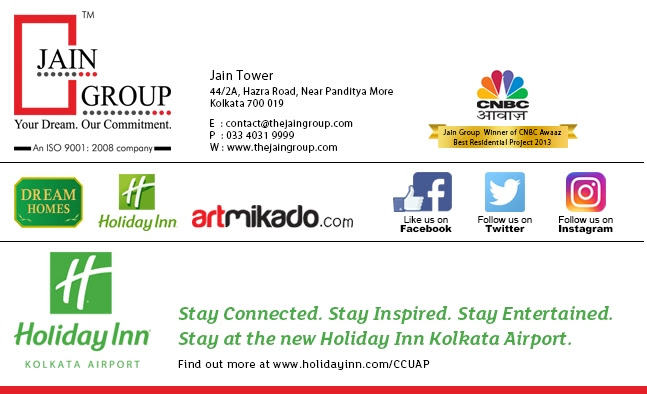 TM
JAIN
GROUP
Your Dream. Our Commitment.
An ISO 9001: 2008 company
Jain Tower
44/2A, Hazra Road, Near Panditya More
Kolkata 700 019
E : contact@thejaingroup.com
P : 033 4031 9999
W : www.thejaingroup.com
CNBC
आवाज़
Jain Group Winner of CNBC Awaaz
Best Residential Project 2013
DREAM
HOMES
H
Holiday Inn
artmikado.com
Like us on
Facebook
Follow us on
Twitter
Follow us on
Instagram
H
Holiday Inn
KOLKATA AIRPORT
Stay Connected. Stay Inspired. Stay Entertained.
Stay at the new Holiday Inn Kolkata Airport.
Find out more at www.holidayinn.com/CCUAP